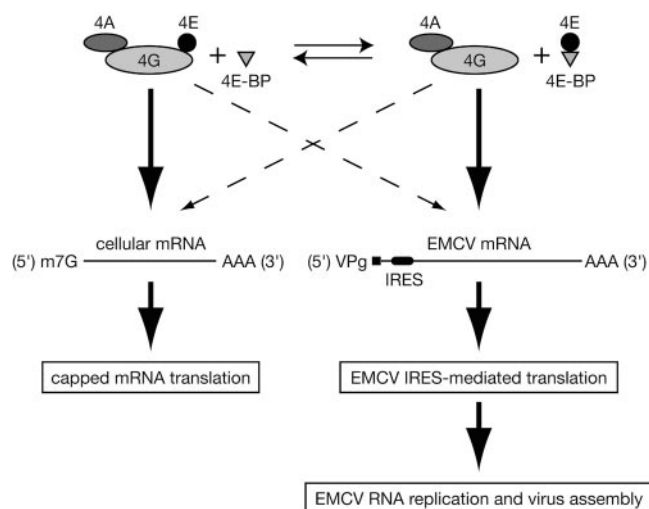 4A 4E 4A 4E
4G + 4E-BP 4G + 4E-BP
cellular mRNA EMCV mRNA
(5') m7G AAA (3') (5') VPg AAA (3')
IRES
capped mRNA translation EMCV IRES-mediated translation
EMCV RNA replication and virus assembly